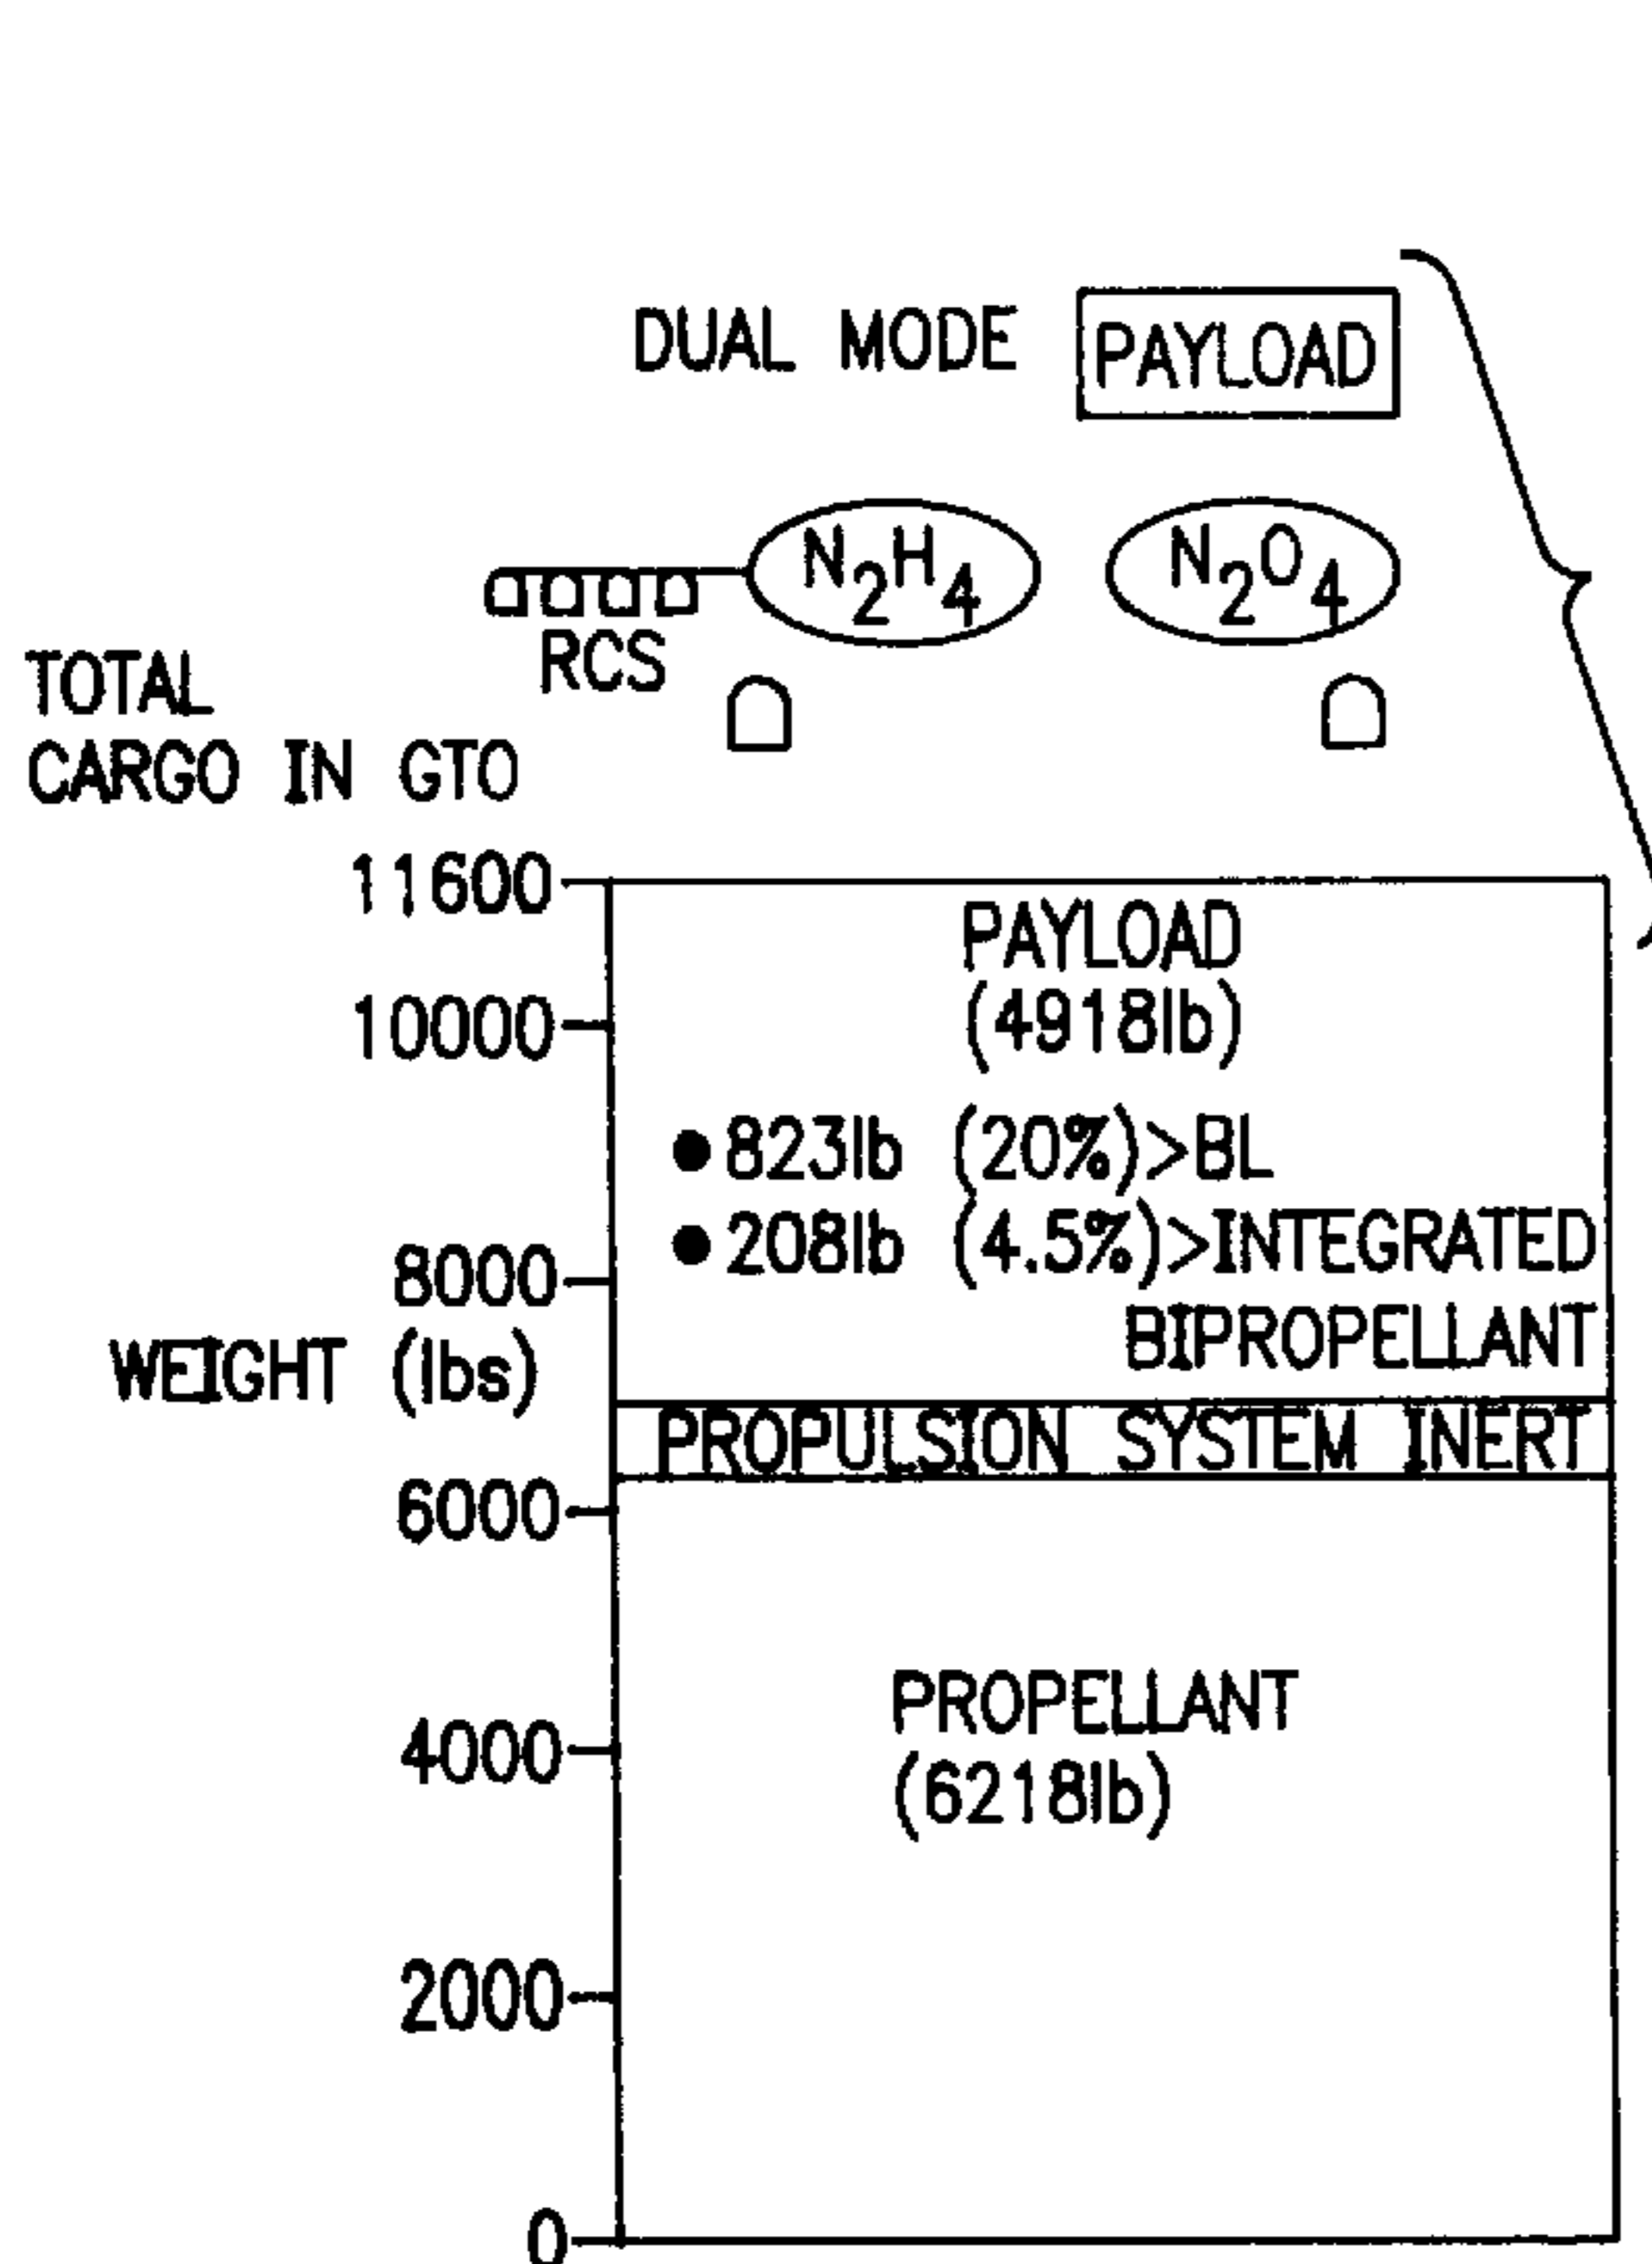 DUAL MODE PAYLOAD
N2H4 N2O4
RCS
TOTAL
CARGO IN GTO
11600
PAYLOAD
10000 (4918lb)
●823lb (20%)>BL
●208lb (4.5%)>INTEGRATED
8000
BIPROPELLANT
WEIGHT (lbs)
PROPULSION SYSTEM INERT
6000
PROPELLANT
4000
(6218lb)
2000
0